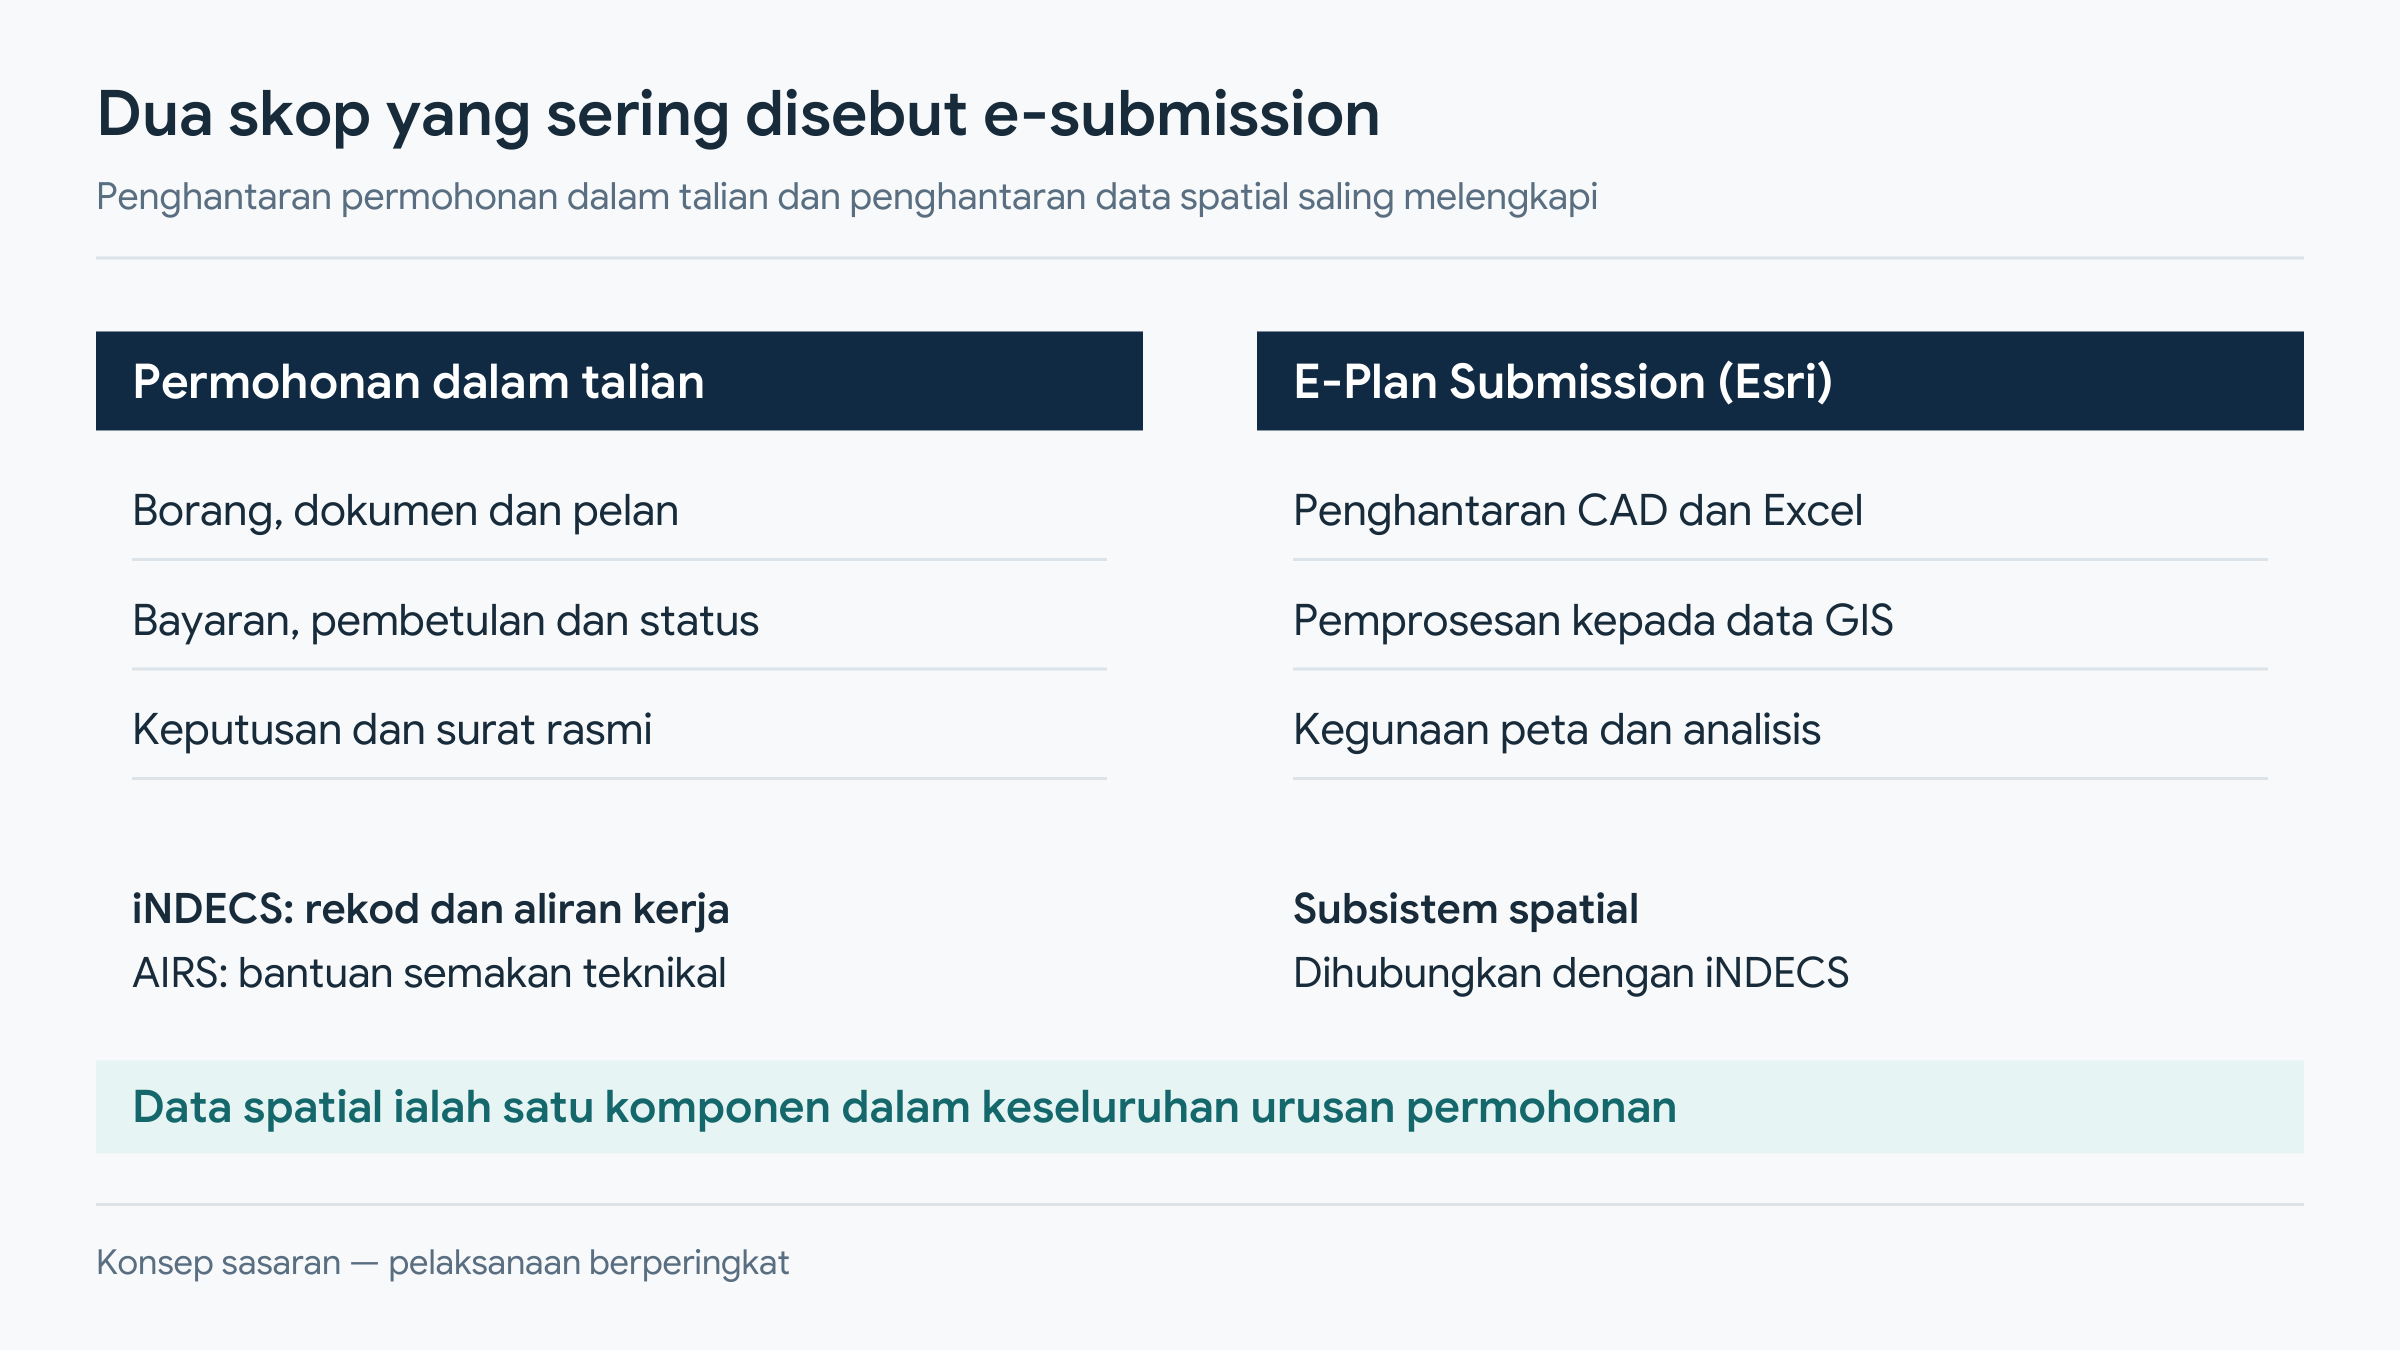 Dua skop yang sering disebut e-submission
Penghantaran permohonan dalam talian dan penghantaran data spatial saling melengkapi
Permohonan dalam talian
Borang, dokumen dan pelan
Bayaran, pembetulan dan status
Keputusan dan surat rasmi
iNDECS: rekod dan aliran kerja
AIRS: bantuan semakan teknikal
E-Plan Submission (Esri)
Penghantaran CAD dan Excel
Pemprosesan kepada data GIS
Kegunaan peta dan analisis
Subsistem spatial
Dihubungkan dengan iNDECS
Data spatial ialah satu komponen dalam keseluruhan urusan permohonan
Konsep sasaran — pelaksanaan berperingkat